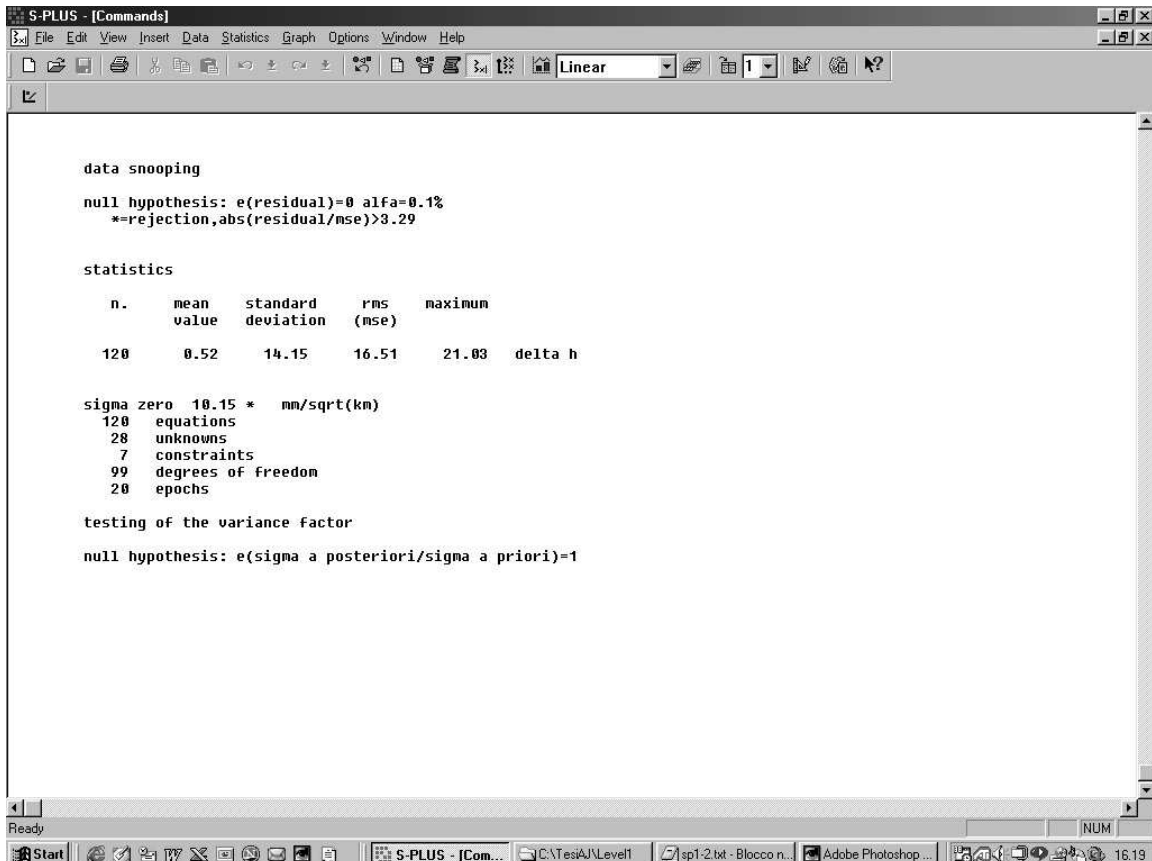 S-PLUS - [Commands]
File Edit View Insert Data Statistics Graph Options Window Help
Linear 1
data snooping
null hypothesis: e(residual)=0 alfa=0.1%
*=rejection,abs(residual/mse)>3.29
statistics
n. mean standard rms maximum
value deviation (mse)
120 0.52 14.15 16.51 21.03 delta h
sigma zero 10.15 * mm/sqrt(km)
120 equations
28 unknowns
7 constraints
99 degrees of freedom
20 epochs
testing of the variance factor
null hypothesis: e(sigma a posteriori/sigma a priori)=1
Ready NUM
Start S-PLUS - [Com... C:\TesiAJ\Level1 sp1-2.txt - Blocco n... Adobe Photoshop ... 16.19